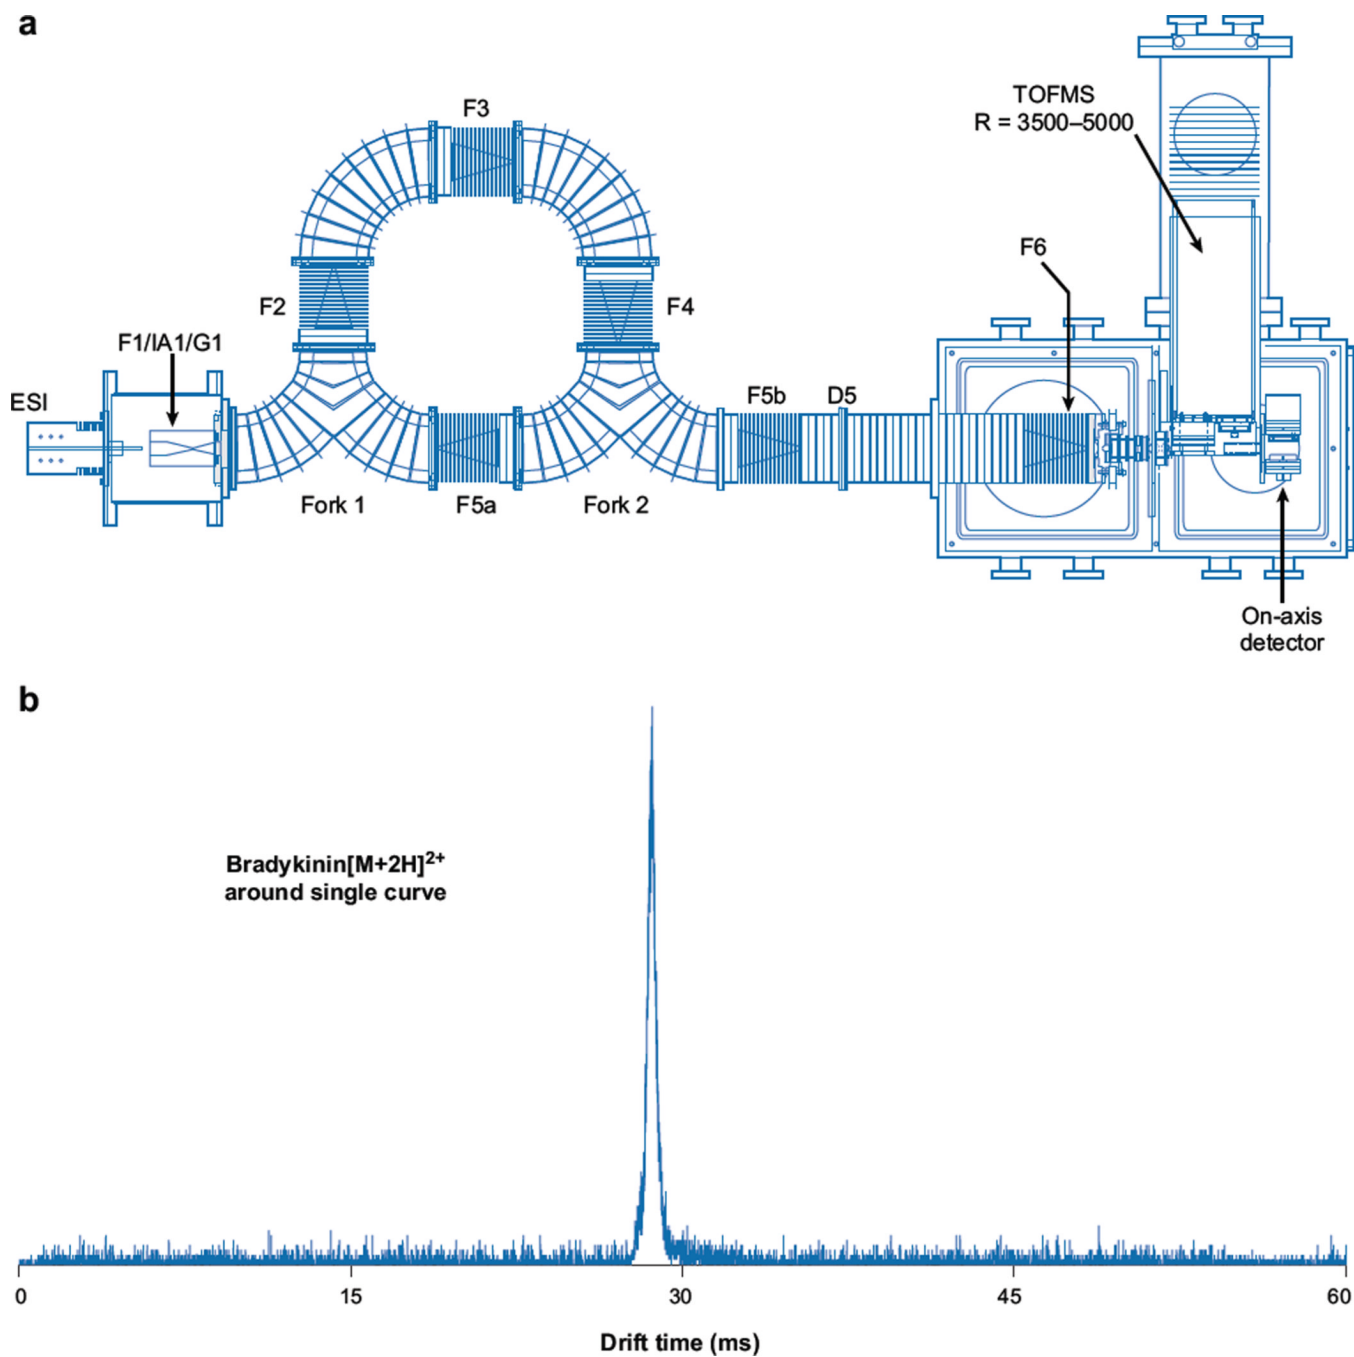 a
TOFMS
R = 3500–5000
F3
F6
F2
F4
F1/IA1/G1
ESI
F5b
D5
Fork 1
F5a
Fork 2
On-axis
detector
b
Bradykinin[M+2H]²⁺
around single curve
0
15
30
45
60
Drift time (ms)